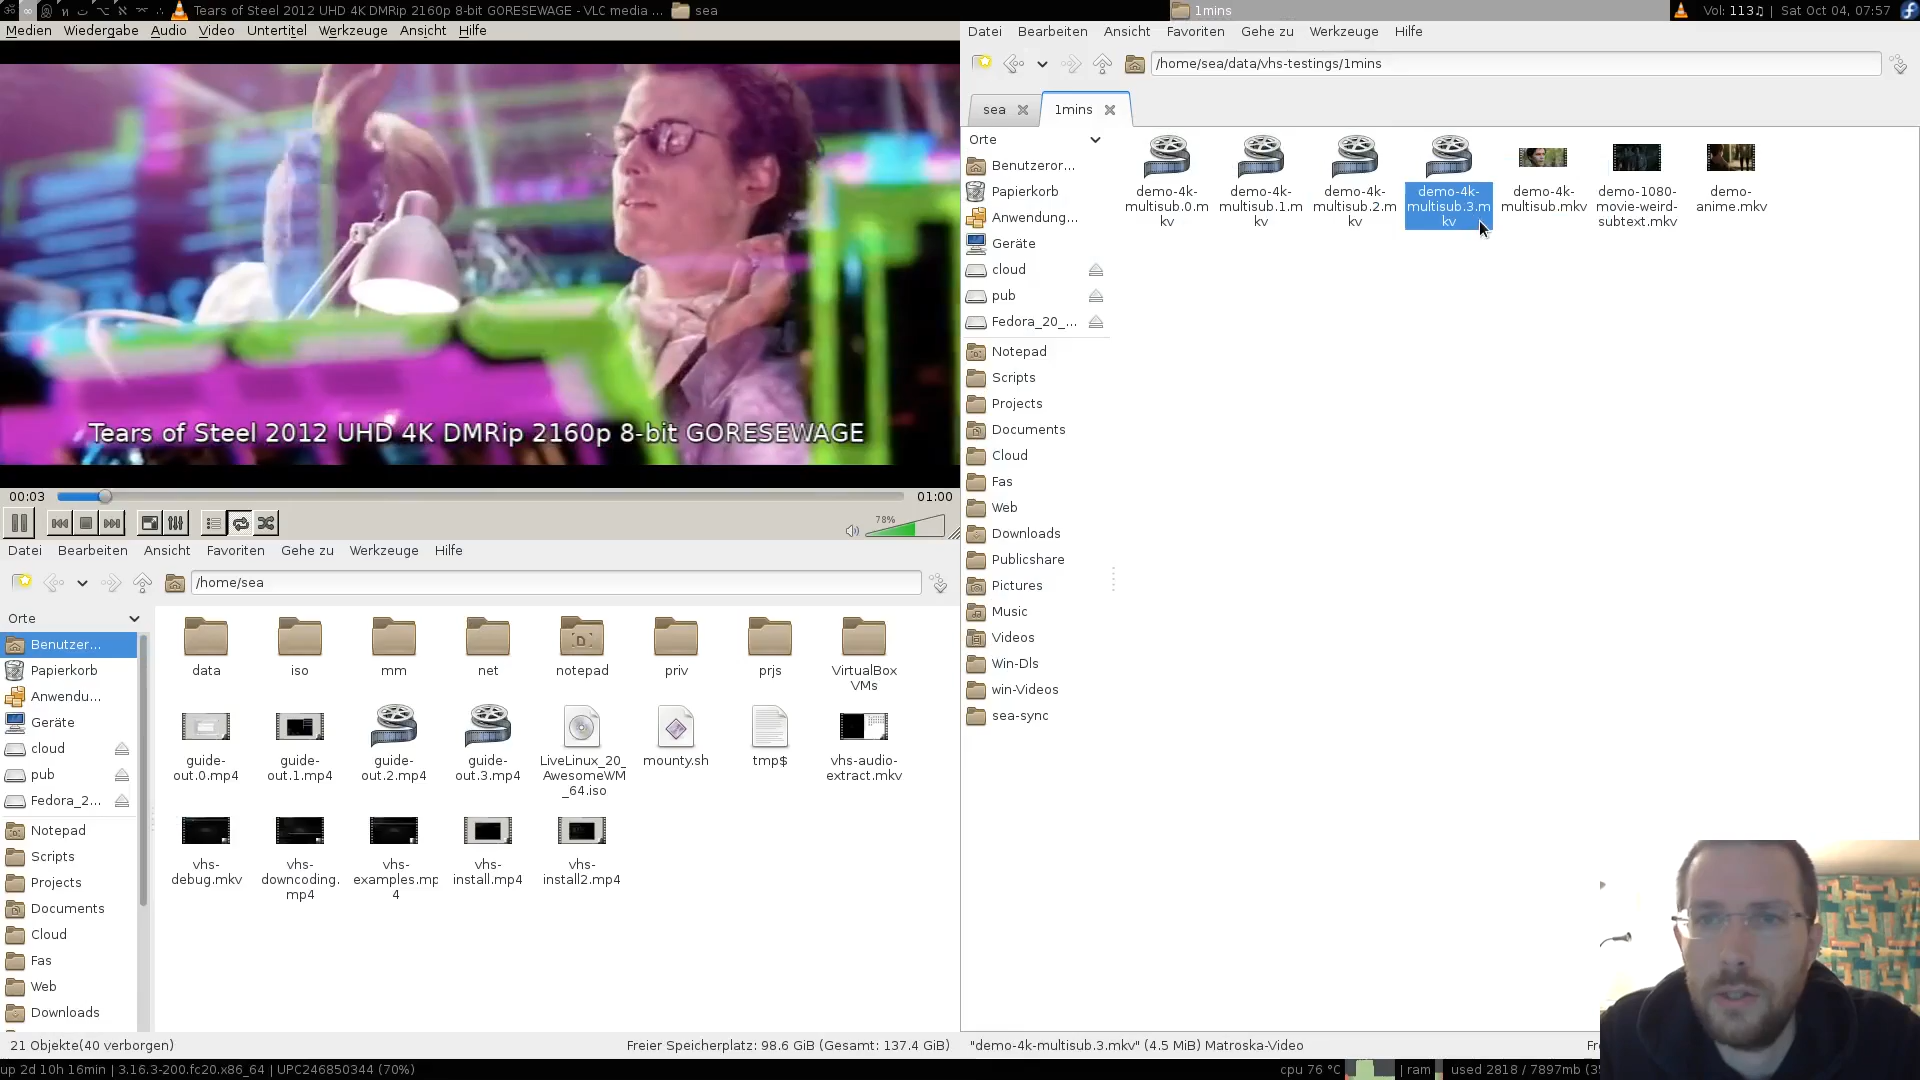 Tears of Steel 2012 UHD 4K DMRip 2160p 8-bit GORESEWAGE - VLC media ...
sea
1mins
Vol: 113♫ | Sat Oct 04, 07:57
Medien Wiedergabe Audio Video Untertitel Werkzeuge Ansicht Hilfe
Tears of Steel 2012 UHD 4K DMRip 2160p 8-bit GORESEWAGE
00:03
01:00
78%
Datei Bearbeiten Ansicht Favoriten Gehe zu Werkzeuge Hilfe
/home/sea
Orte
Benutzer...
Papierkorb
Anwendu...
Geräte
cloud
pub
Fedora_2...
Notepad
Scripts
Projects
Documents
Cloud
Fas
Web
Downloads
data
iso
mm
net
notepad
priv
prjs
VirtualBox
VMs
guide-
out.0.mp4
guide-
out.1.mp4
guide-
out.2.mp4
guide-
out.3.mp4
LiveLinux_20_
AwesomeWM
_64.iso
mounty.sh
tmp$
vhs-audio-
extract.mkv
vhs-
debug.mkv
vhs-
downcoding.
mp4
vhs-
examples.mp
4
vhs-
install.mp4
vhs-
install2.mp4
21 Objekte(40 verborgen)
Freier Speicherplatz: 98.6 GiB (Gesamt: 137.4 GiB)
Datei Bearbeiten Ansicht Favoriten Gehe zu Werkzeuge Hilfe
/home/sea/data/vhs-testings/1mins
sea
1mins
Orte
Benutzeror...
Papierkorb
Anwendung...
Geräte
cloud
pub
Fedora_20_...
Notepad
Scripts
Projects
Documents
Cloud
Fas
Web
Downloads
Publicshare
Pictures
Music
Videos
Win-Dls
win-Videos
sea-sync
demo-4k-
multisub.0.m
kv
demo-4k-
multisub.1.m
kv
demo-4k-
multisub.2.m
kv
demo-4k-
multisub.3.m
kv
demo-4k-
multisub.mkv
demo-1080-
movie-weird-
subtext.mkv
demo-
anime.mkv
"demo-4k-multisub.3.mkv" (4.5 MiB) Matroska-Video
Fr
up 2d 10h 16min | 3.16.3-200.fc20.x86_64 | UPC246850344 (70%)
cpu 76 °C
| ram
used 2818 / 7897mb (3